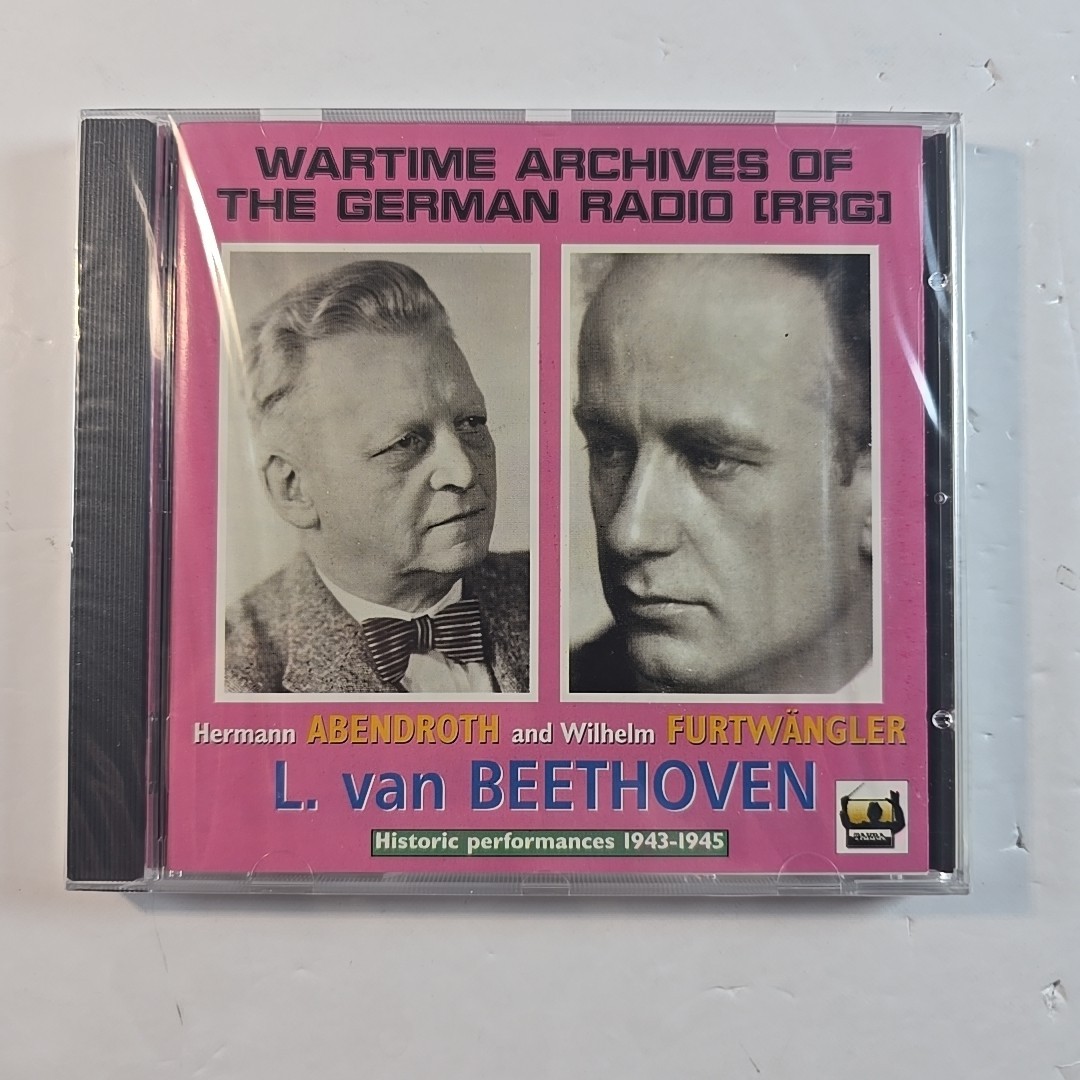 WARTIME ARCHIVES OF
THE GERMAN RADIO [RRG]
Hermann ABENDROTH and Wilhelm FURTWÄNGLER
L. van BEETHOVEN
Historic performances 1943-1945